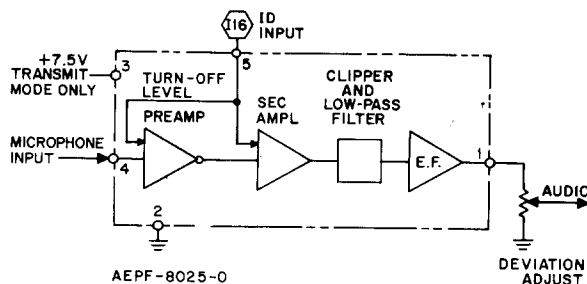 I16
ID
INPUT
5
+7.5V
TRANSMIT
MODE ONLY
3
TURN-OFF
LEVEL
PREAMP
SEC
AMPL
CLIPPER
AND
LOW-PASS
FILTER
MICROPHONE
INPUT
4
E.F.
1
AUDIO
2
DEVIATION
ADJUST
AEPF-8025-O